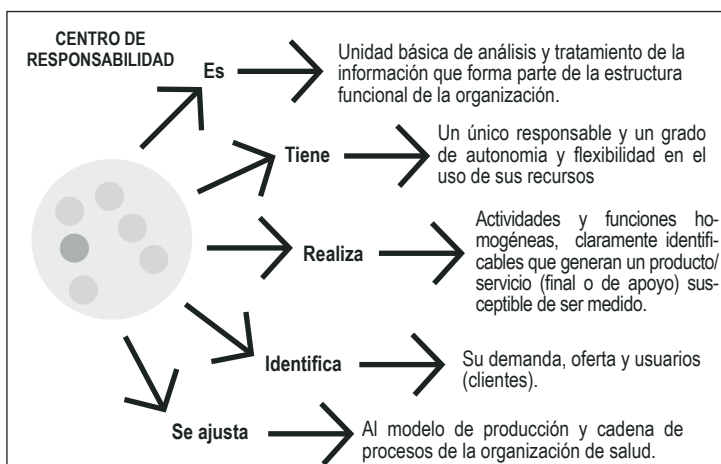 CENTRO DE
RESPONSABILIDAD
Es
Unidad básica de análisis y tratamiento de la
información que forma parte de la estructura
funcional de la organización.
Tiene
Un único responsable y un grado
de autonomia y flexibilidad en el
uso de sus recursos
Realiza
Actividades y funciones ho-
mogéneas, claramente identifi-
cables que generan un producto/
servicio (final o de apoyo) sus-
ceptible de ser medido.
Identifica
Su demanda, oferta y usuarios
(clientes).
Se ajusta
Al modelo de producción y cadena de
procesos de la organización de salud.